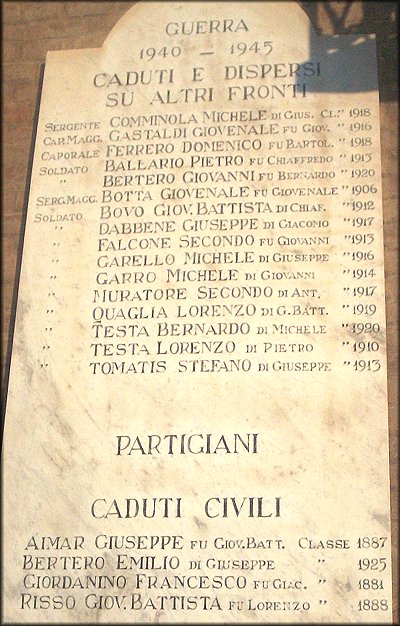 GUERRA
1940 — 1945
CADUTI E DISPERSI
SU ALTRI FRONTI
SERGENTE COMMINOLA MICHELE DI GIUS. CL." 1918
CAP. MAGG. GASTALDI GIOVENALE FU GIOV. " 1916
CAPORALE FERRERO DOMENICO FU BARTOL. " 1918
SOLDATO BALLARIO PIETRO FU CHIAFFREDO " 1913
" BERTERO GIOVANNI FU BERNARDO " 1920
SERG. MAGG. BOTTA GIOVENALE FU GIOVENALE " 1906
SOLDATO BOVO GIOV. BATTISTA DI CHIAF. " 1912
" DABBENE GIUSEPPE DI GIACOMO " 1917
" FALCONE SECONDO FU GIOVANNI " 1913
" GARELLO MICHELE DI GIUSEPPE " 1916
" GARRO MICHELE DI GIOVANNI " 1914
" MURATORE SECONDO DI ANT. " 1917
" QUAGLIA LORENZO DI G. BATT. " 1919
" TESTA BERNARDO DI MICHELE " 1920
" TESTA LORENZO DI PIETRO " 1910
" TOMATIS STEFANO DI GIUSEPPE " 1913
PARTIGIANI
CADUTI CIVILI
AIMAR GIUSEPPE FU GIOV. BATT. CLASSE 1887
BERTERO EMILIO DI GIUSEPPE " 1925
GIORDANINO FRANCESCO FU GIAC. " 1881
RISSO GIOV. BATTISTA FU LORENZO " 1888